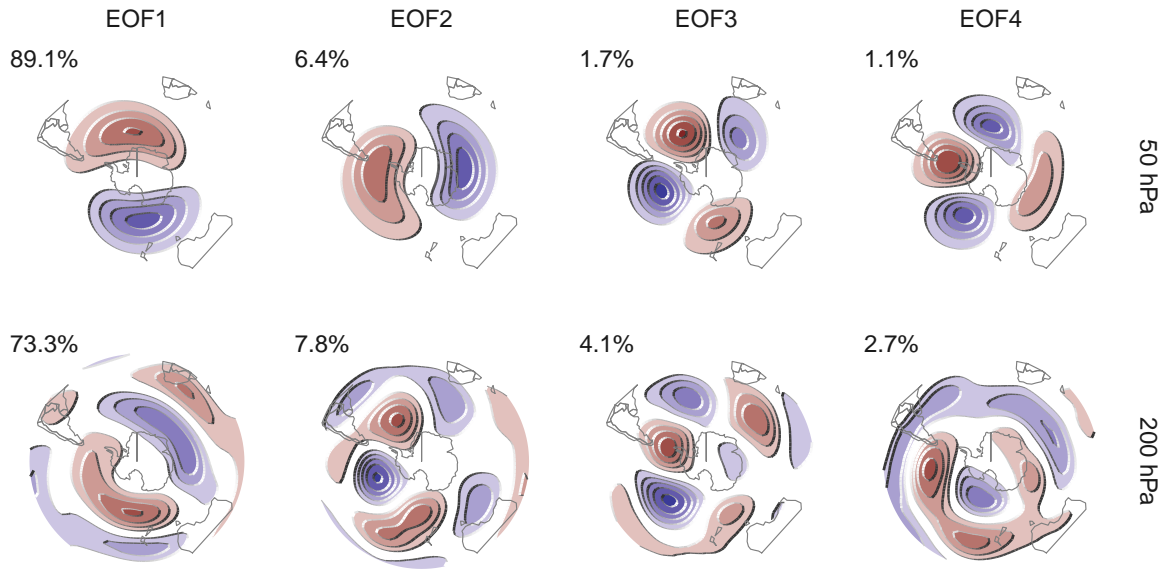 EOF1 EOF2 EOF3 EOF4
89.1% 6.4% 1.7% 1.1%
50 hPa
73.3% 7.8% 4.1% 2.7%
200 hPa